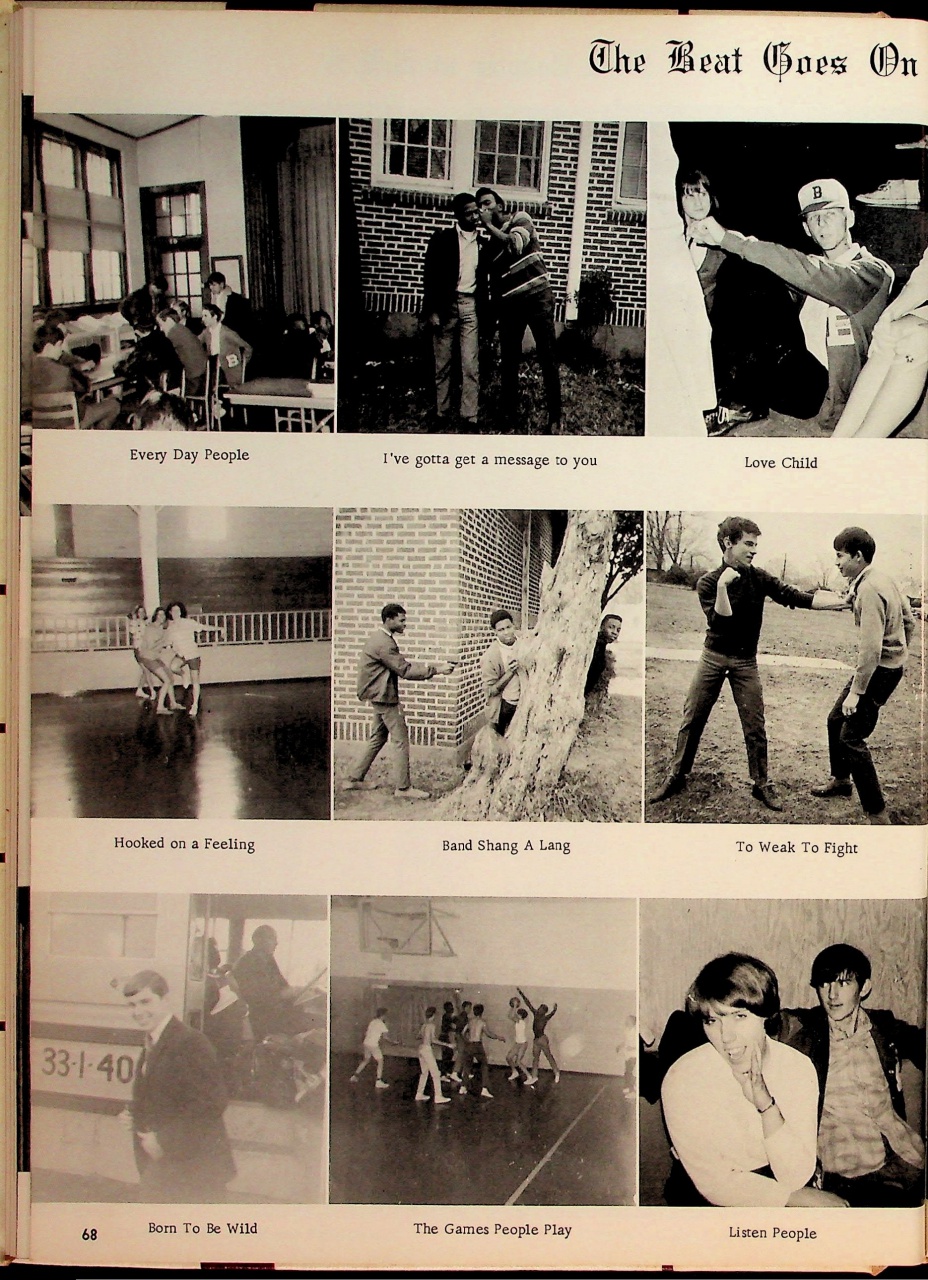 The Beat Goes On
B
B
Every Day People
I've gotta get a message to you
Love Child
Hooked on a Feeling
Band Shang A Lang
To Weak To Fight
33-1-40
Born To Be Wild
The Games People Play
Listen People
68